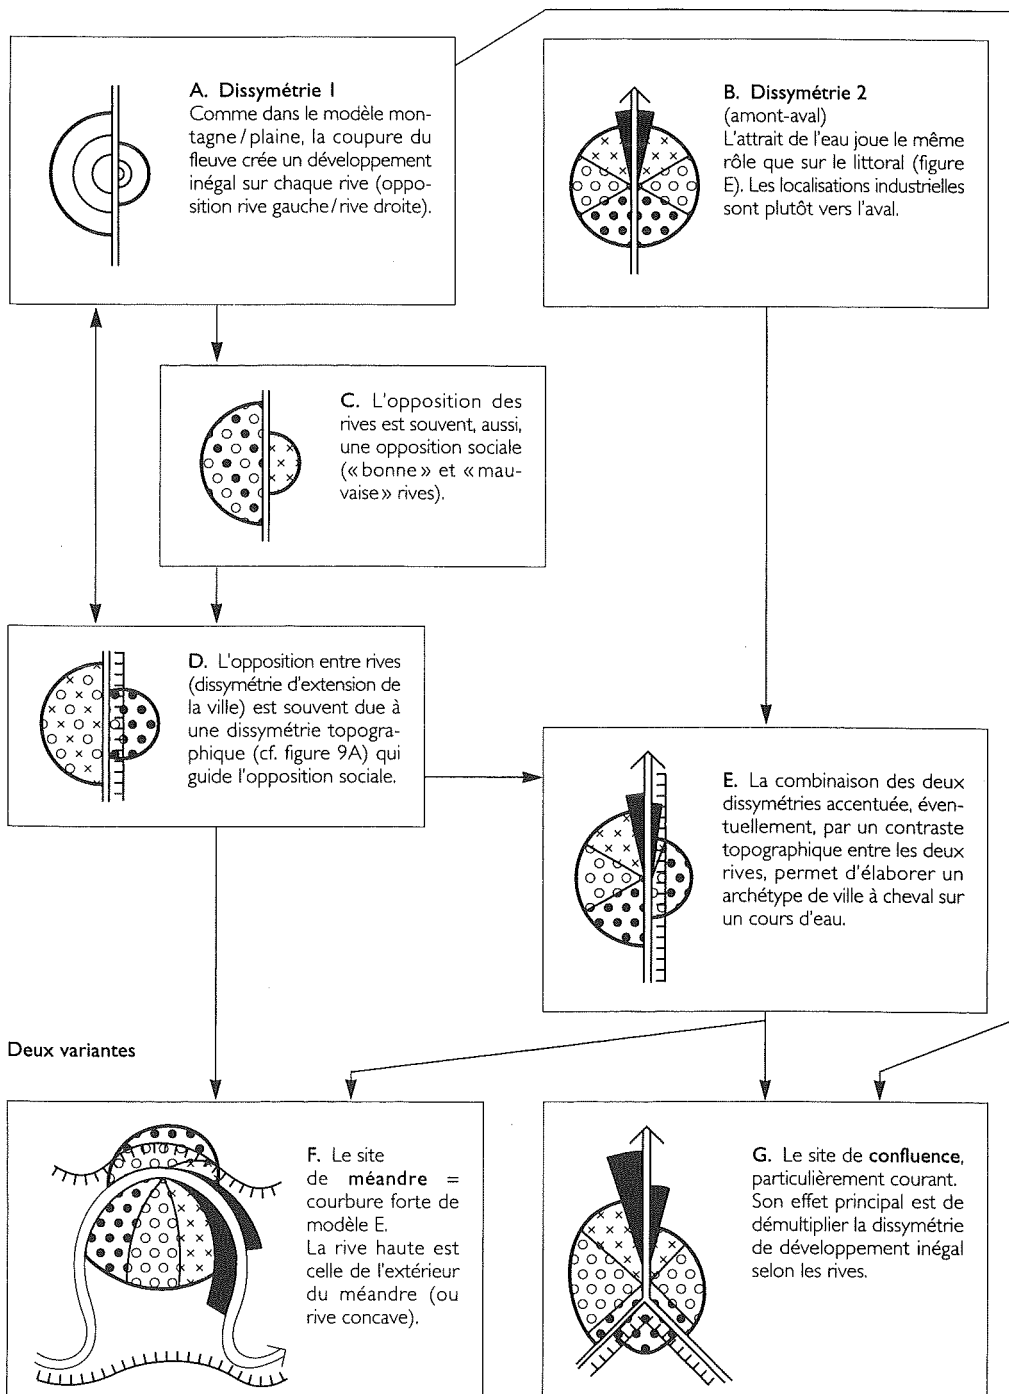 A. Dissymétrie 1
Comme dans le modèle mon-
tagne/plaine, la coupure du
fleuve crée un développement
inégal sur chaque rive (oppo-
sition rive gauche/rive droite).
B. Dissymétrie 2
(amont-aval)
L'attrait de l'eau joue le même
rôle que sur le littoral (figure
E). Les localisations industrielles
sont plutôt vers l'aval.
C. L'opposition des
rives est souvent, aussi,
une opposition sociale
(«bonne» et «mau-
vaise» rives).
D. L'opposition entre rives
(dissymétrie d'extension de
la ville) est souvent due à
une dissymétrie topogra-
phique (cf. figure 9A) qui
guide l'opposition sociale.
E. La combinaison des deux
dissymétries accentuée, éven-
tuellement, par un contraste
topographique entre les deux
rives, permet d'élaborer un
archétype de ville à cheval sur
un cours d'eau.
Deux variantes
F. Le site
de méandre =
courbure forte de
modèle E.
La rive haute est
celle de l'extérieur
du méandre (ou
rive concave).
G. Le site de confluence,
particulièrement courant.
Son effet principal est de
démultiplier la dissymétrie
de développement inégal
selon les rives.